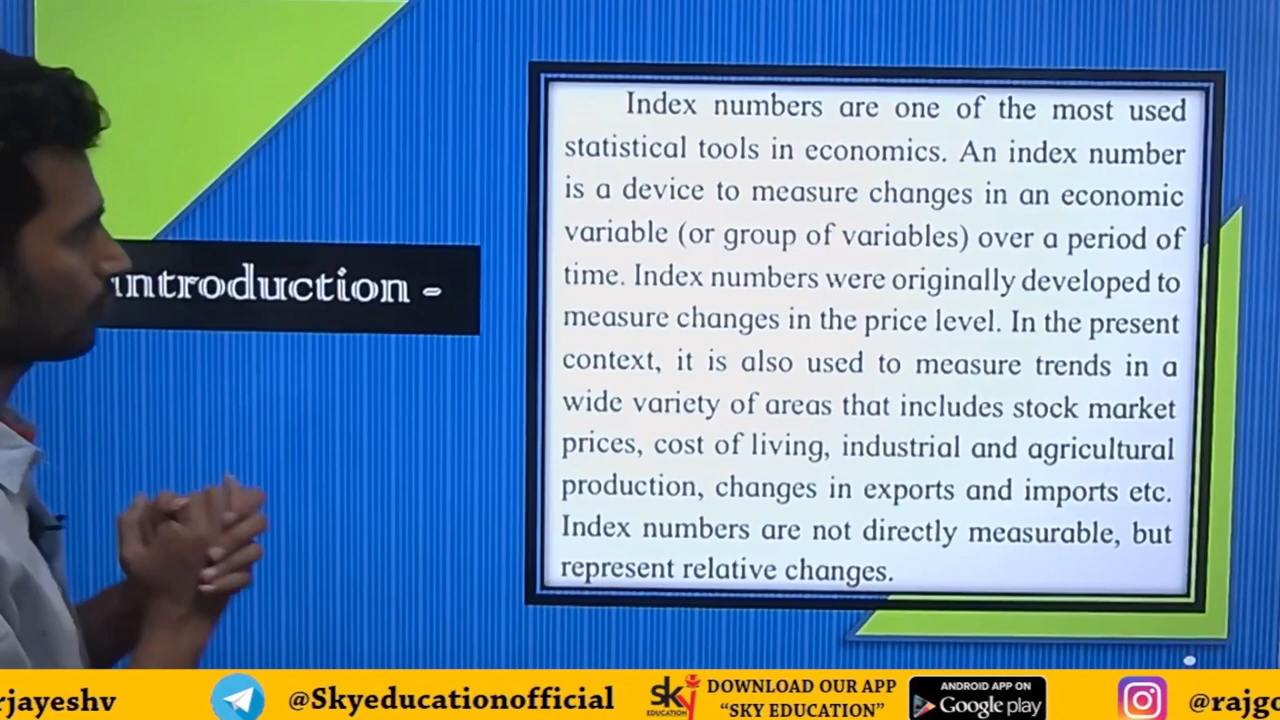 Introduction -
Index numbers are one of the most used
statistical tools in economics. An index number
is a device to measure changes in an economic
variable (or group of variables) over a period of
time. Index numbers were originally developed to
measure changes in the price level. In the present
context, it is also used to measure trends in a
wide variety of areas that includes stock market
prices, cost of living, industrial and agricultural
production, changes in exports and imports etc.
Index numbers are not directly measurable, but
represent relative changes.
rjayeshv
@Skyeducationofficial
sky
EDUCATION
DOWNLOAD OUR APP
“SKY EDUCATION”
ANDROID APP ON
Google play
@rajgo